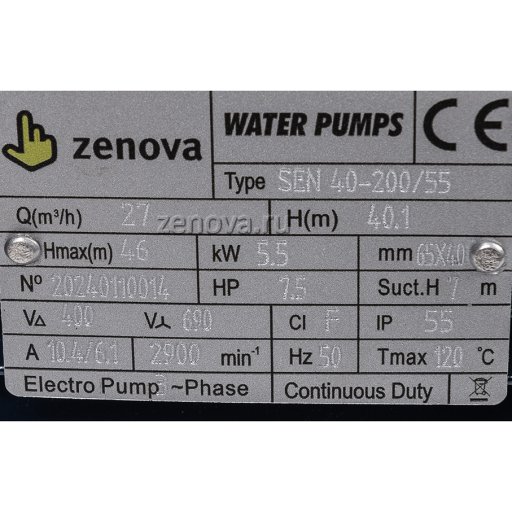 zenova
WATER PUMPS CE
Type SEN 40-200/55
Q(m³/h) 27 H(m) 40.1
zenova.ru
Hmax(m) 46 kW 5.5 mm 65X40
Nº 20240110014 HP 7.5 Suct.H 7 m
V△ 400 V⅄ 690 Cl F IP 55
A 10.4/6.1 2900 min⁻¹ Hz 50 Tmax 120 °C
Electro Pump 3 ~Phase Continuous Duty